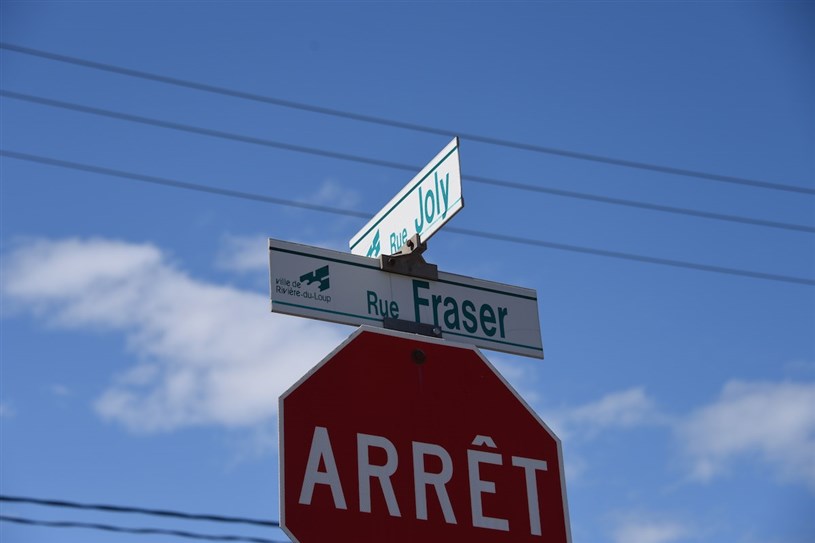 Rue Joly
Ville de
Rivière-du-Loup
Rue Fraser
ARRÊT